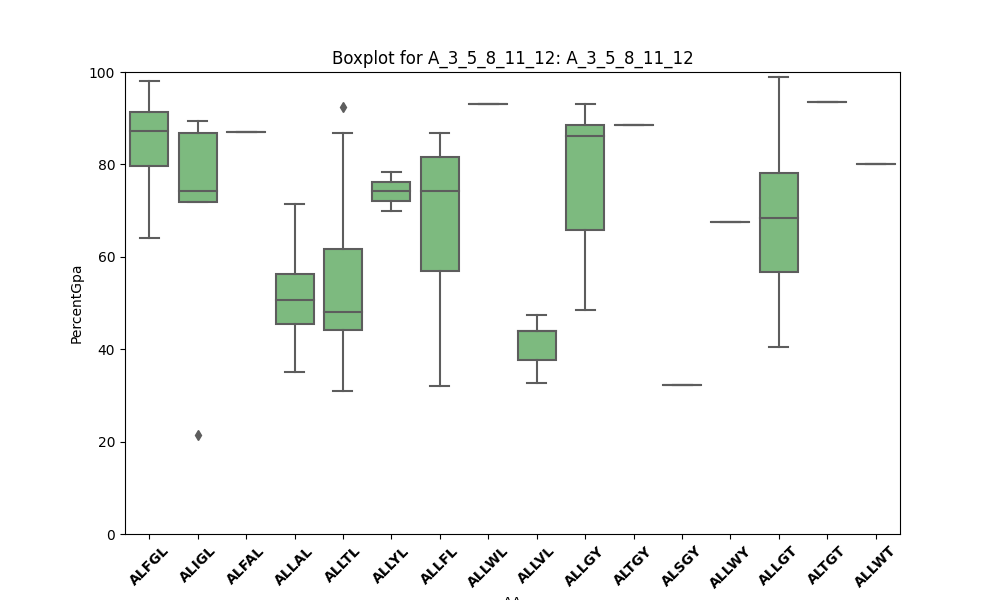 Boxplot for A_3_5_8_11_12: A_3_5_8_11_12
100
80
60
40
20
0
PercentGpa
ALFGL ALIGL ALFAL ALLAL ALLTL ALLYL ALLFL ALLWL ALLVL ALLGY ALTGY ALSGY ALLWY ALLGT ALTGT ALLWT